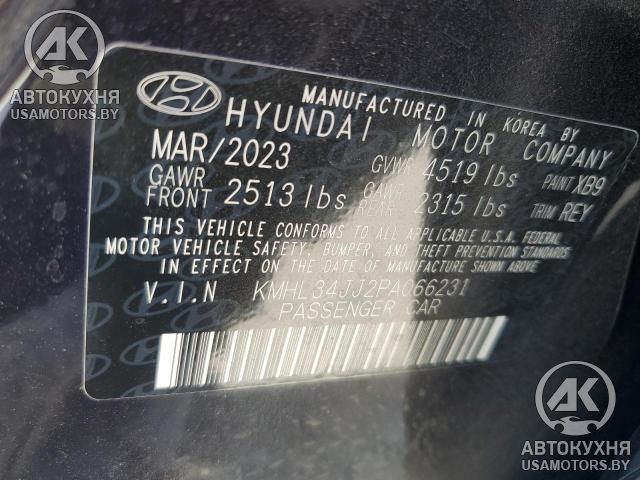 AK
АВТОКУХНЯ
USAMOTORS.BY
MANUFACTURED IN KOREA BY
HYUNDAI MOTOR COMPANY
MAR/2023 GVWR 4519 lbs PAINT XB9
GAWR FRONT 2513 lbs GAWR REAR 2315 lbs TRIM REY
THIS VEHICLE CONFORMS TO ALL APPLICABLE U.S.A. FEDERAL
MOTOR VEHICLE SAFETY, BUMPER, AND THEFT PREVENTION STANDARDS
IN EFFECT ON THE DATE OF MANUFACTURE SHOWN ABOVE.
V.I.N KMHL34JJ2PA066231
PASSENGER CAR
AK
АВТОКУХНЯ
USAMOTORS.BY